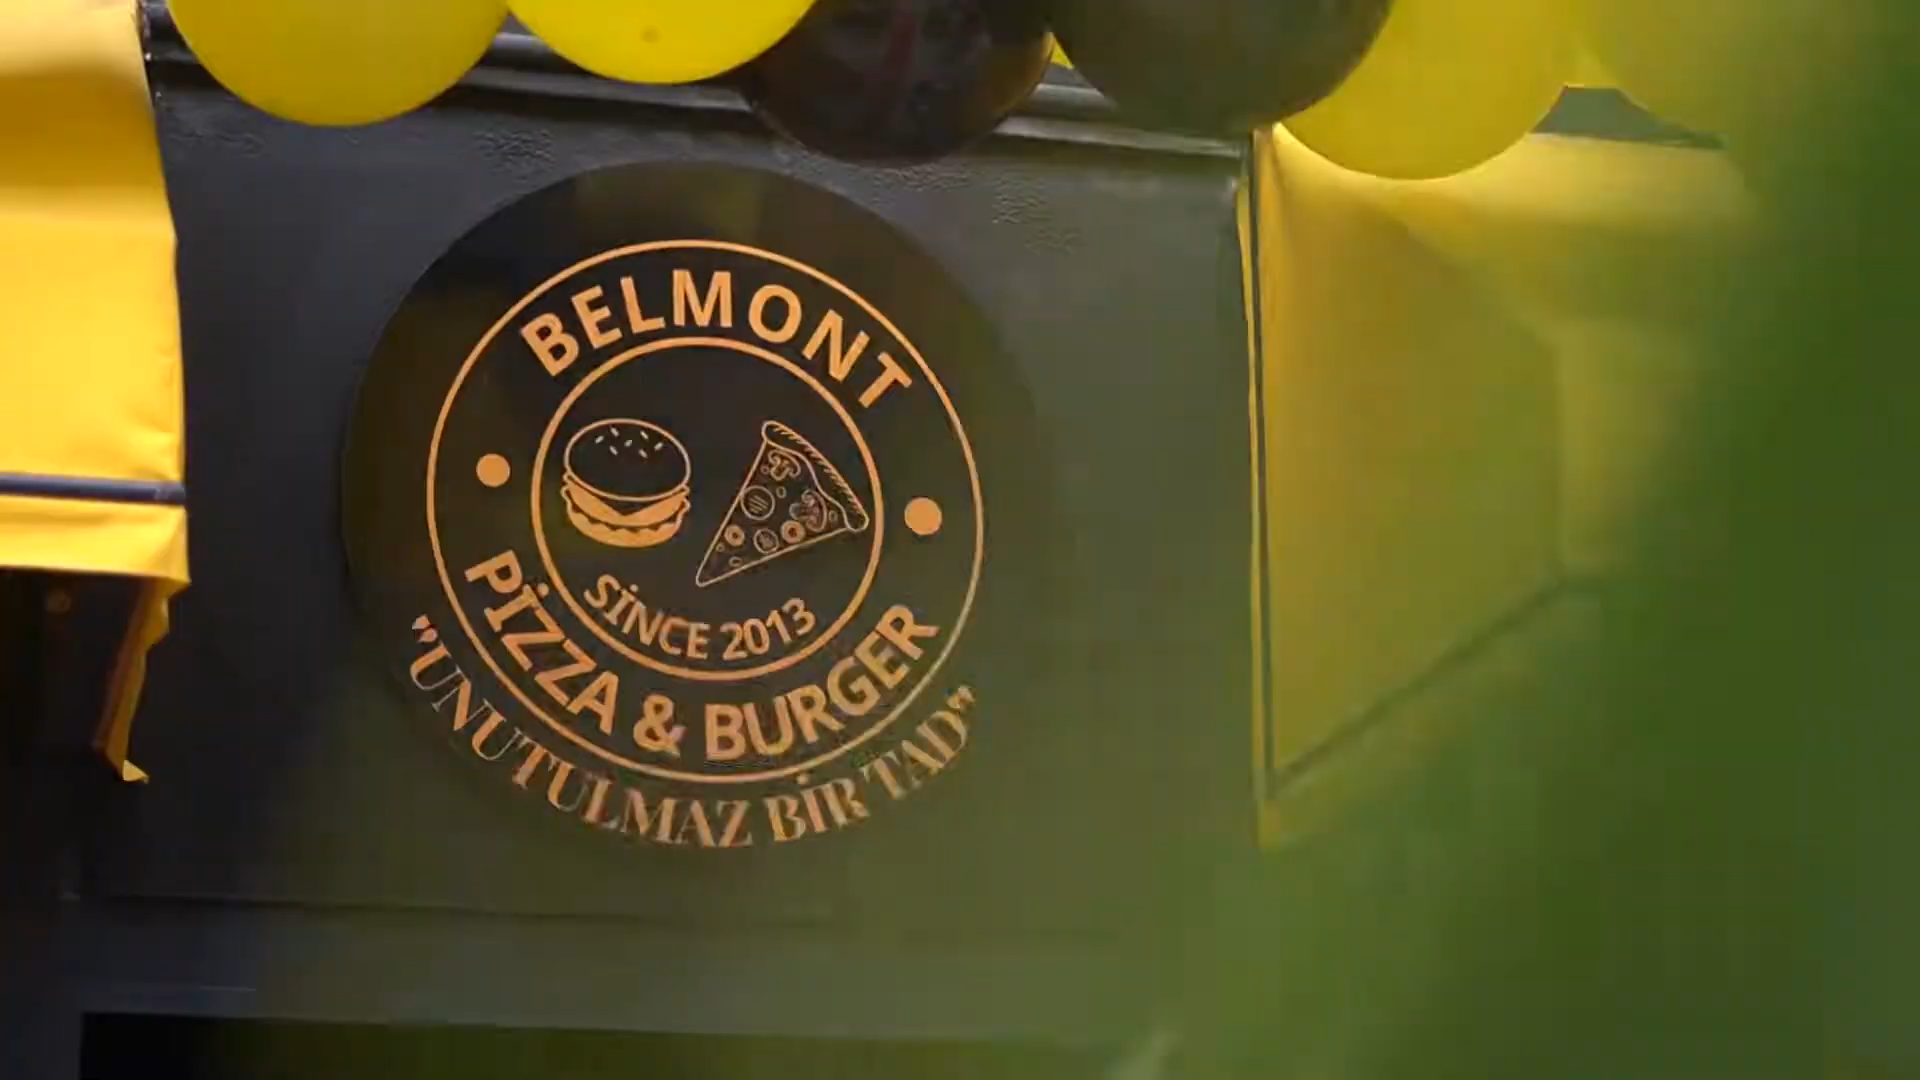 BELMONT
SİNCE 2013
PİZZA & BURGER
"UNUTULMAZ BİR TAD"